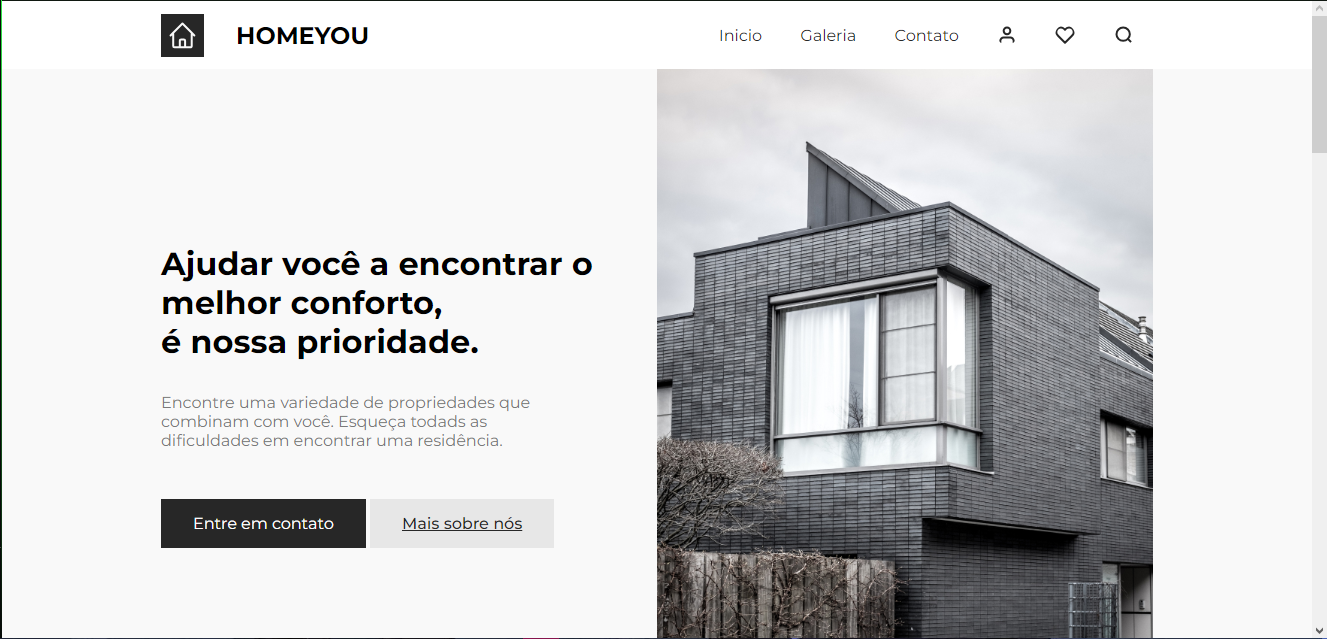 HOMEYOU
Inicio
Galeria
Contato
Ajudar você a encontrar o
melhor conforto,
é nossa prioridade.
Encontre uma variedade de propriedades que
combinam com você. Esqueça todads as
dificuldades em encontrar uma residência.
Entre em contato
Mais sobre nós